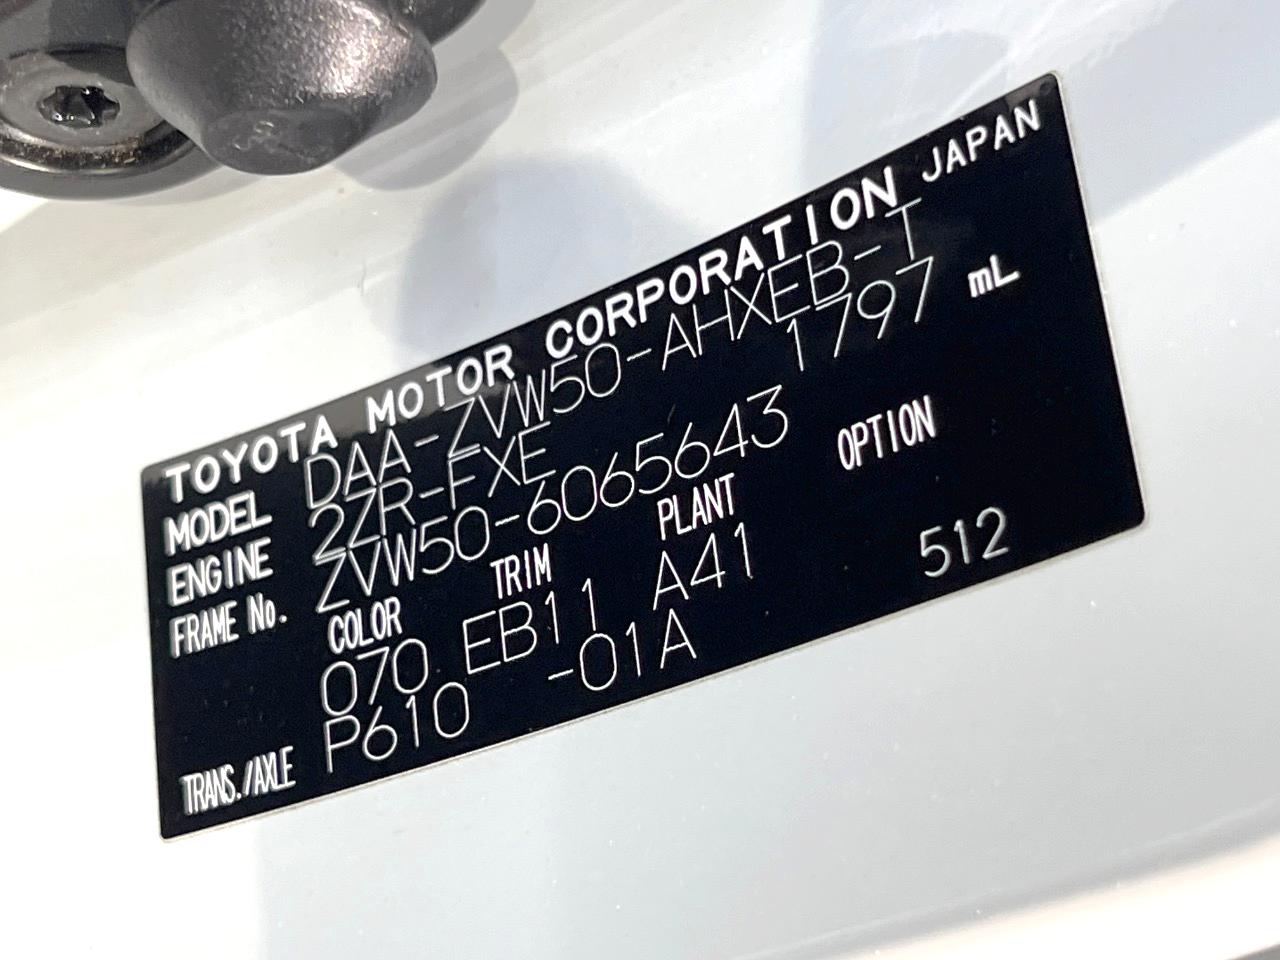 TOYOTA MOTOR CORPORATION JAPAN
MODEL DAA-ZVW50-AHXEB-T
ENGINE 2ZR-FXE 1797 mL
FRAME No. ZVW50-6065643
COLOR TRIM PLANT OPTION
070 EB11 A41 512
TRANS./AXLE P610 -01A